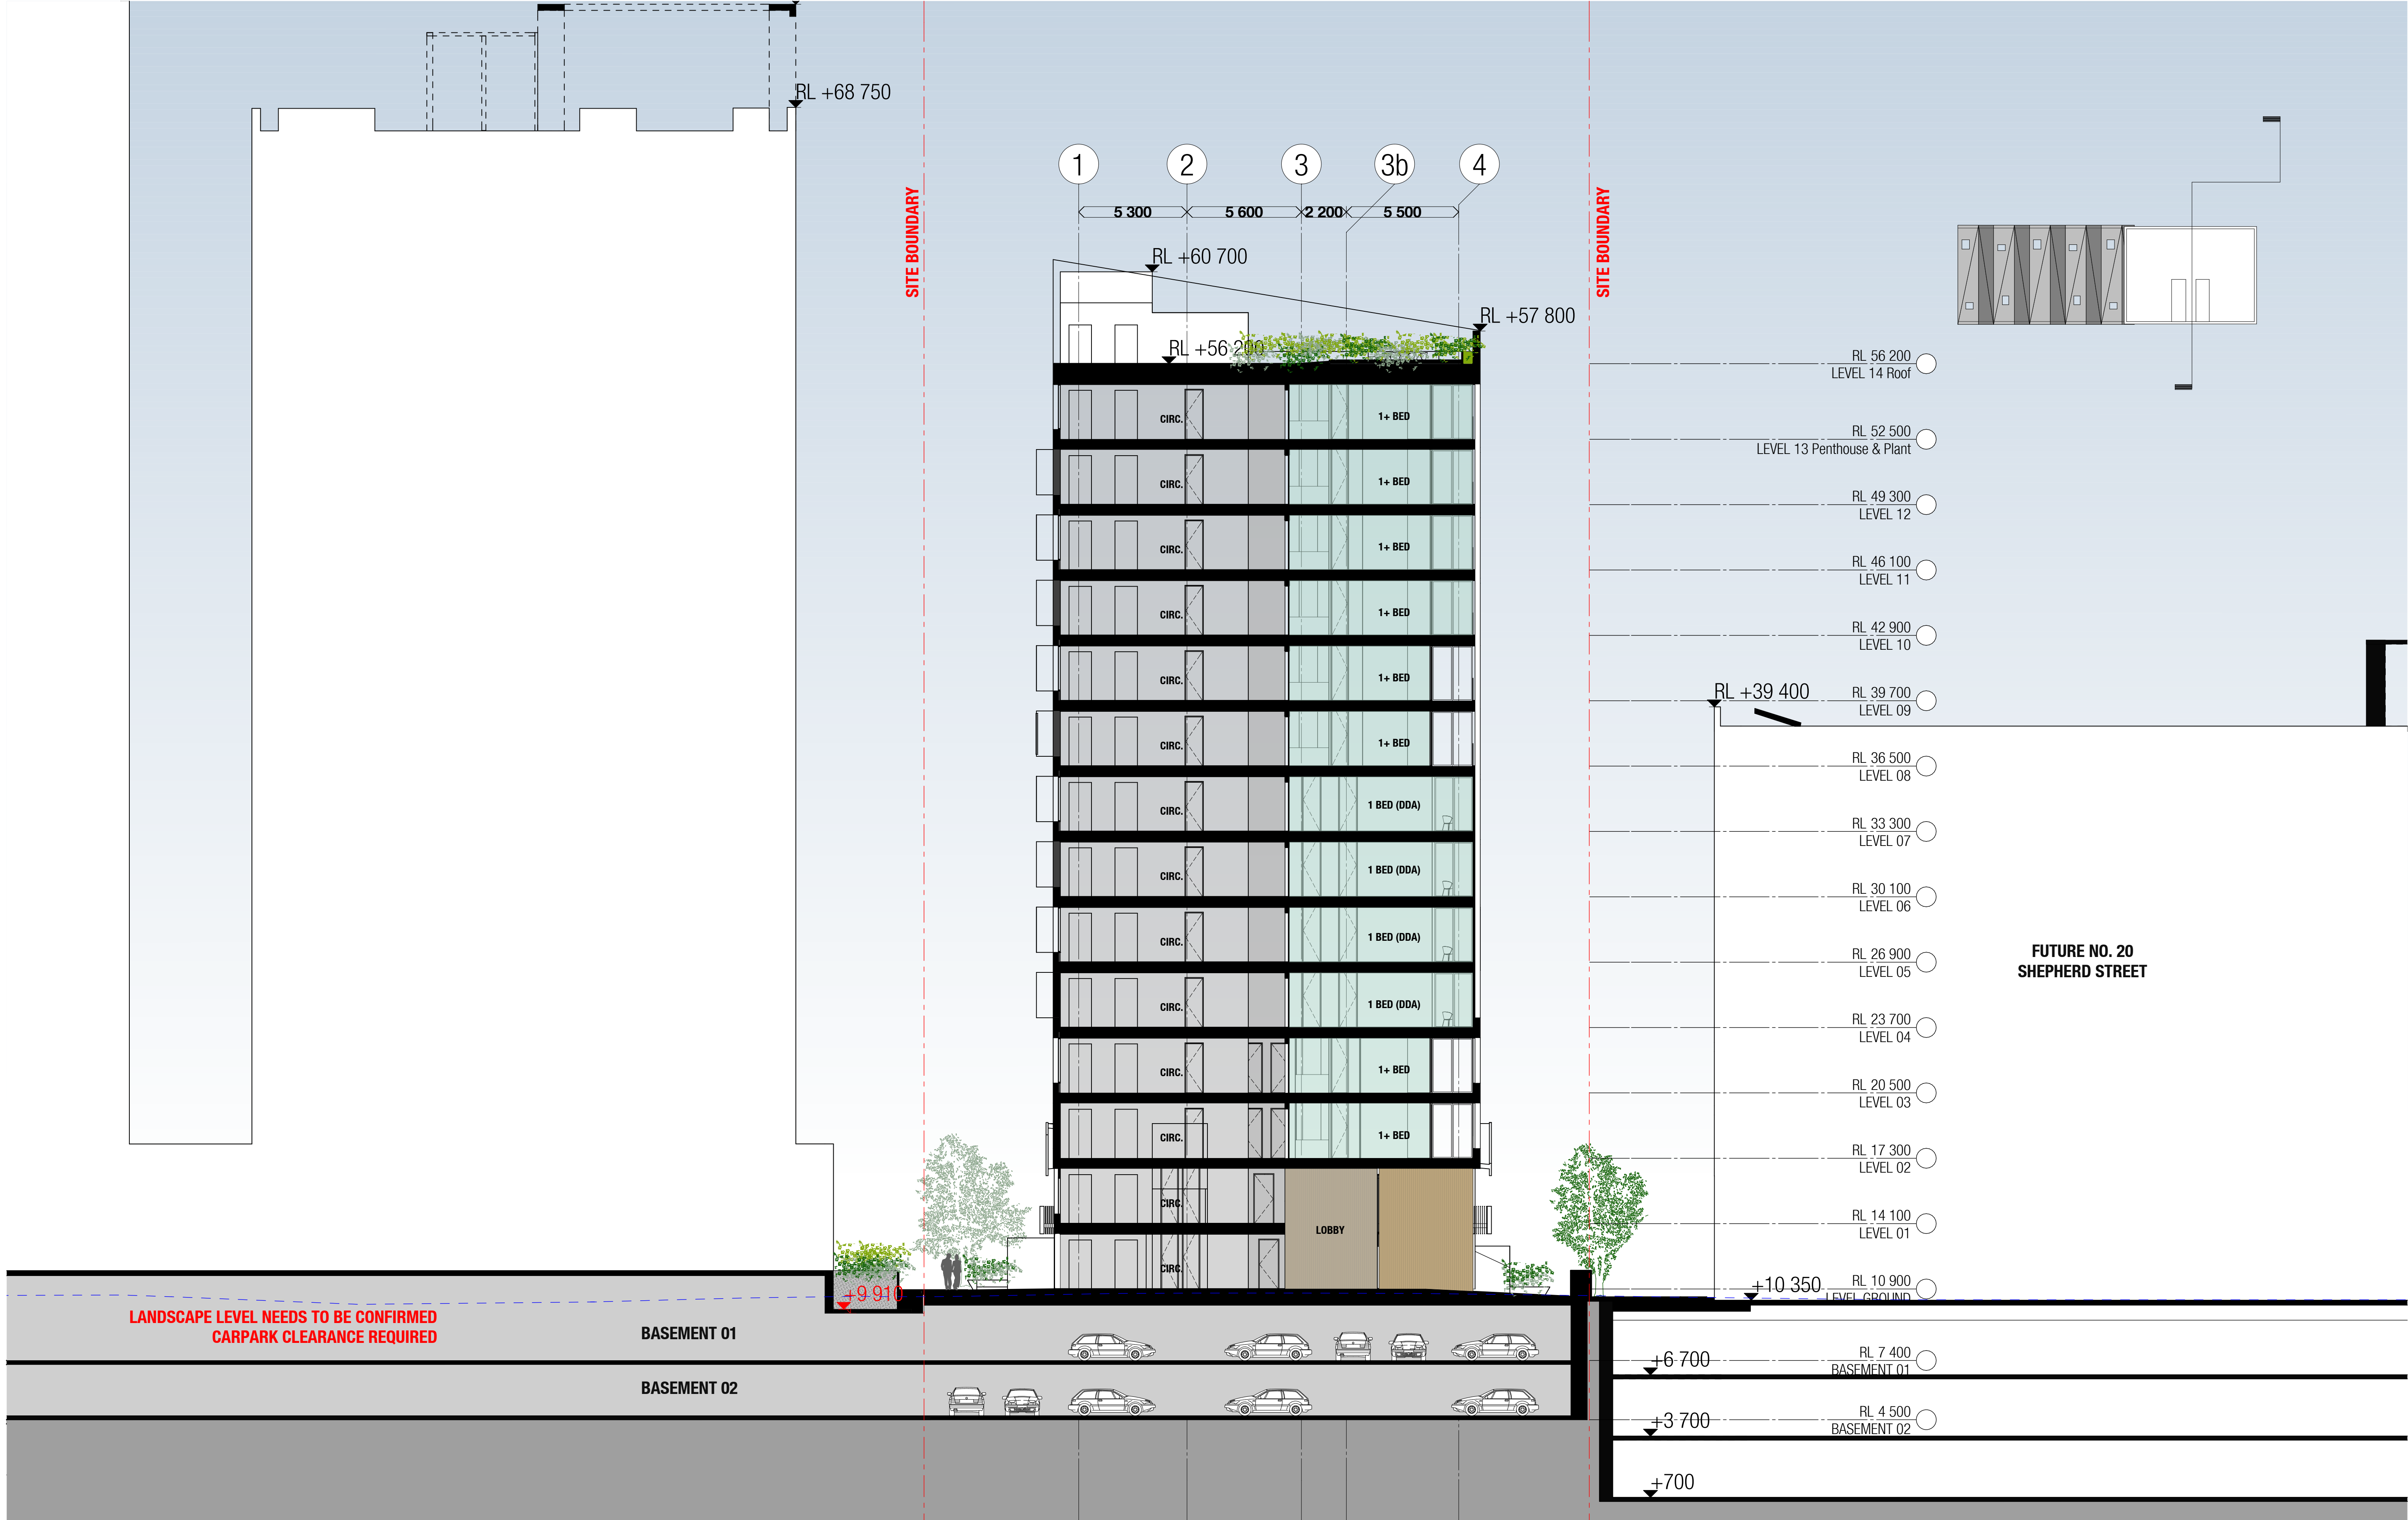 RL +68 750
1
2
3
3b
4
SITE BOUNDARY
SITE BOUNDARY
5 300
5 600
2 200
5 500
RL +60 700
RL +57 800
RL +56 200
RL 56 200
LEVEL 14 Roof
CIRC.
1+ BED
RL 52 500
LEVEL 13 Penthouse & Plant
CIRC.
1+ BED
RL 49 300
LEVEL 12
CIRC.
1+ BED
RL 46 100
LEVEL 11
CIRC.
1+ BED
RL 42 900
LEVEL 10
CIRC.
1+ BED
RL +39 400
RL 39 700
LEVEL 09
CIRC.
1+ BED
RL 36 500
LEVEL 08
CIRC.
1 BED (DDA)
RL 33 300
LEVEL 07
CIRC.
1 BED (DDA)
RL 30 100
LEVEL 06
CIRC.
1 BED (DDA)
RL 26 900
LEVEL 05
FUTURE NO. 20
SHEPHERD STREET
CIRC.
1 BED (DDA)
RL 23 700
LEVEL 04
CIRC.
1+ BED
RL 20 500
LEVEL 03
CIRC.
1+ BED
RL 17 300
LEVEL 02
CIRC.
LOBBY
RL 14 100
LEVEL 01
CIRC.
+9 910
+10 350
RL 10 900
LEVEL GROUND
LANDSCAPE LEVEL NEEDS TO BE CONFIRMED
CARPARK CLEARANCE REQUIRED
BASEMENT 01
+6 700
RL 7 400
BASEMENT 01
BASEMENT 02
+3 700
RL 4 500
BASEMENT 02
+700